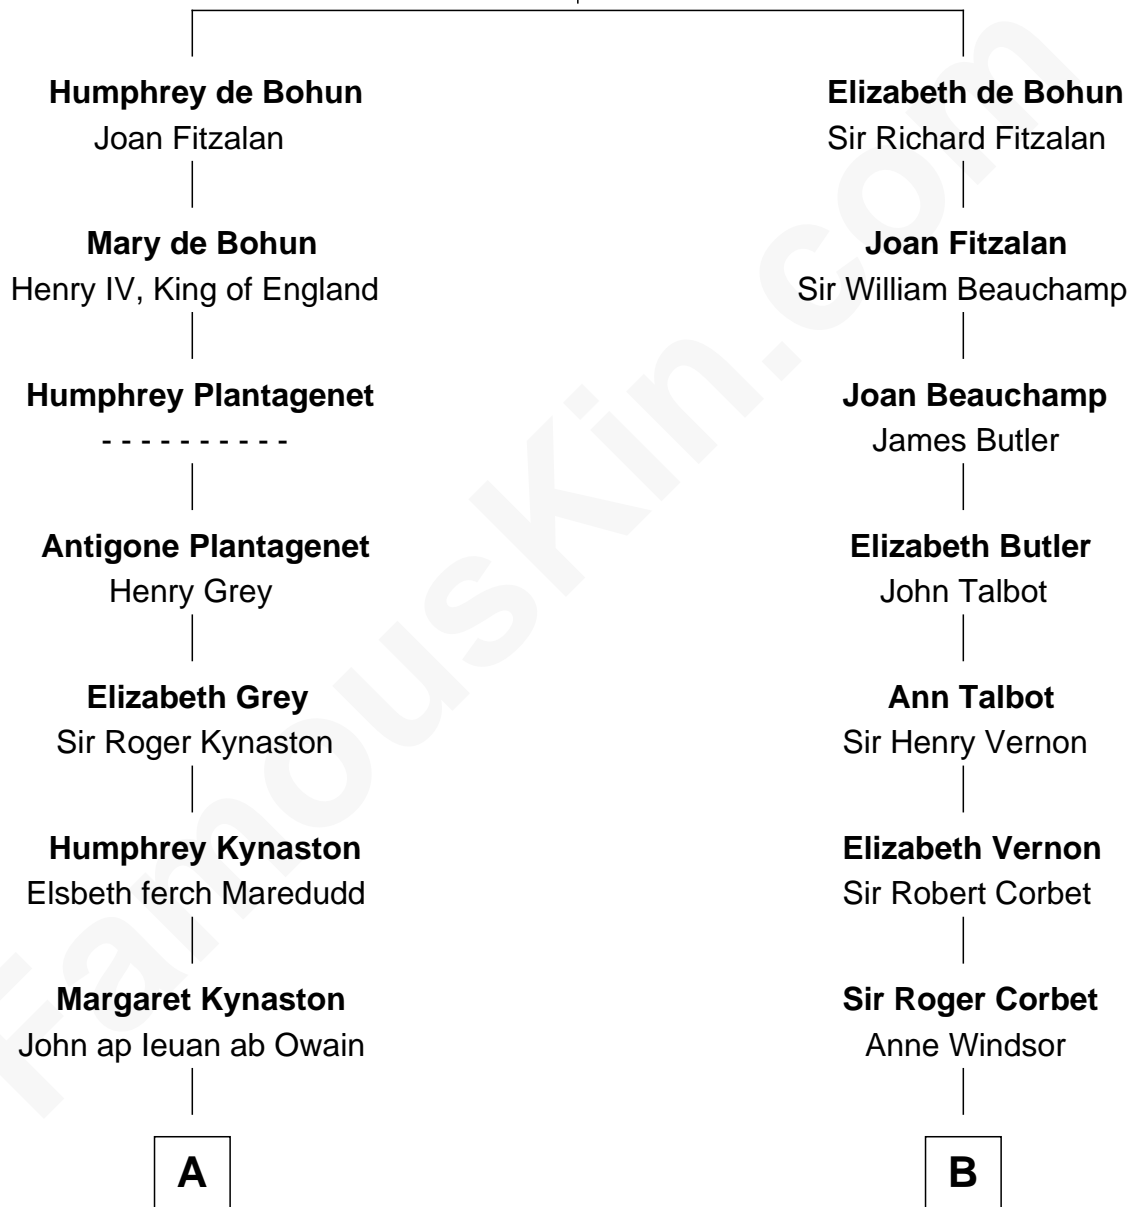 Humphrey de Bohun
Joan Fitzalan
Mary de Bohun
Henry IV, King of England
Humphrey Plantagenet
- - - - - - - - - -
Antigone Plantagenet
Henry Grey
Elizabeth Grey
Sir Roger Kynaston
Humphrey Kynaston
Elsbeth ferch Maredudd
Margaret Kynaston
John ap Ieuan ab Owain
A
Elizabeth de Bohun
Sir Richard Fitzalan
Joan Fitzalan
Sir William Beauchamp
Joan Beauchamp
James Butler
Elizabeth Butler
John Talbot
Ann Talbot
Sir Henry Vernon
Elizabeth Vernon
Sir Robert Corbet
Sir Roger Corbet
Anne Windsor
B
FamousKin.com